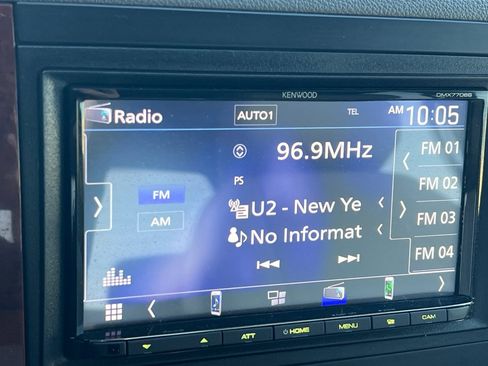 KENWOOD
DMX7706S
Radio
AUTO1
TEL
AM 10:05
96.9MHz
FM 01
PS
FM
FM 02
AM
U2 - New Ye
No Informat
FM 03
FM 04
ATT
HOME
MENU
CAM